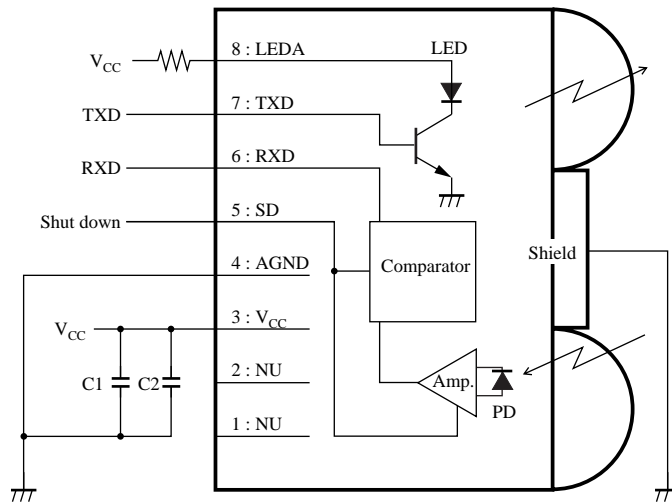 8 : LEDA
LED
V_CC
7 : TXD
TXD
6 : RXD
RXD
5 : SD
Shut down
4 : AGND
Comparator
Shield
3 : V_CC
V_CC
2 : NU
C1
C2
Amp.
PD
1 : NU